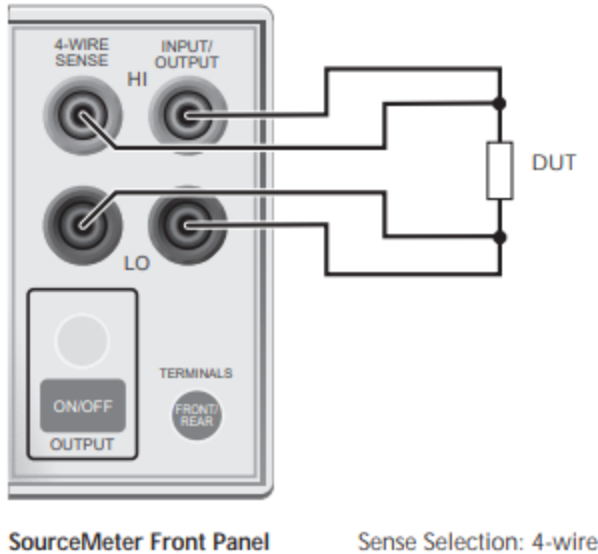 4-WIRE
SENSE
INPUT/
OUTPUT
HI
DUT
LO
TERMINALS
ON/OFF
FRONT/
REAR
OUTPUT
SourceMeter Front Panel
Sense Selection: 4-wire